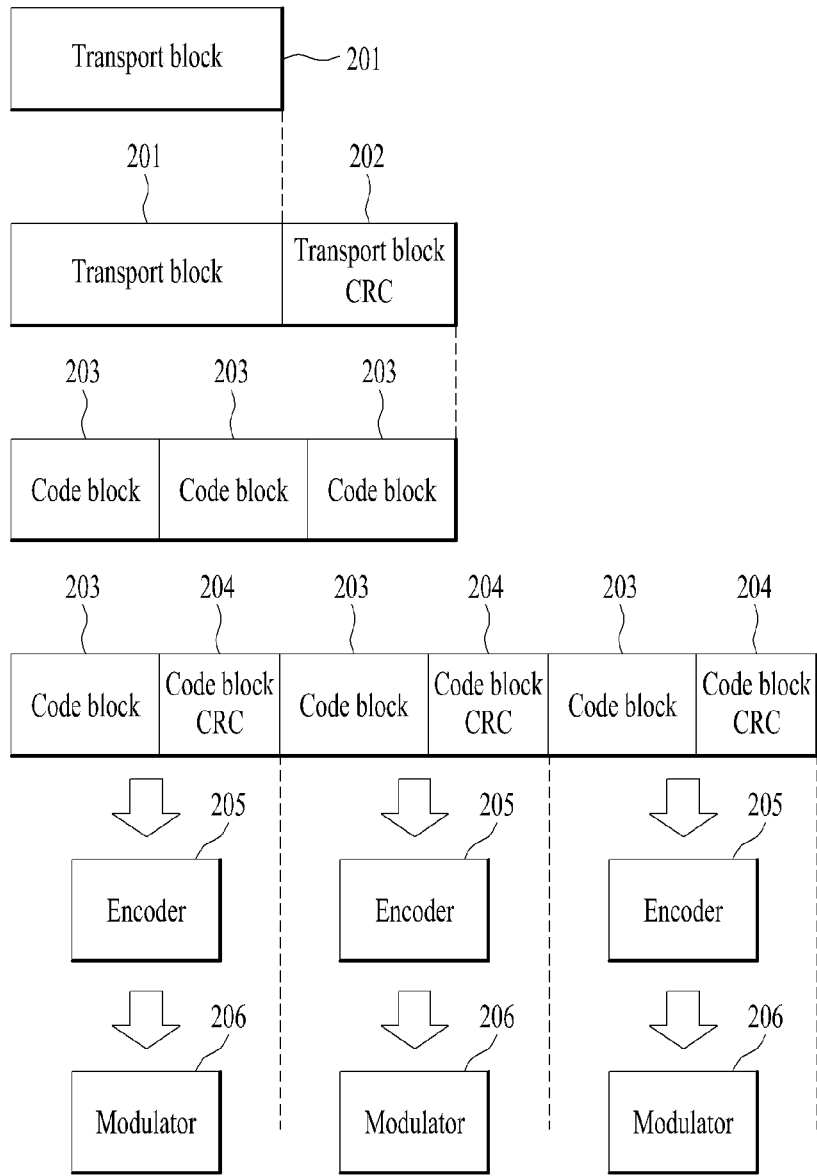 Transport block
201
201
202
Transport block
Transport block
CRC
203
203
203
Code block
Code block
Code block
203
204
203
204
203
204
Code block
Code block
CRC
Code block
Code block
CRC
Code block
Code block
CRC
205
205
205
Encoder
Encoder
Encoder
206
206
206
Modulator
Modulator
Modulator